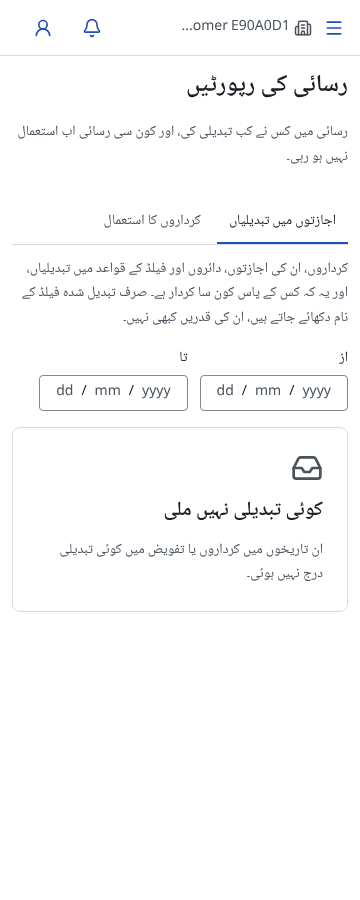 ...omer E90A0D1
رسائی کی رپورٹیں
رسائی میں کس نے کب تبدیلی کی، اور کون سی رسائی اب استعمال
نہیں ہو رہی۔
اجازتوں میں تبدیلیاں
کرداروں کا استعمال
کرداروں، ان کی اجازتوں، دائروں اور فیلڈ کے قواعد میں تبدیلیاں،
اور یہ کہ کس کے پاس کون سا کردار ہے۔ صرف تبدیل شدہ فیلڈ کے
نام دکھائے جاتے ہیں، ان کی قدریں کبھی نہیں۔
از
تا
dd / mm / yyyy
dd / mm / yyyy
کوئی تبدیلی نہیں ملی
ان تاریخوں میں کرداروں یا تفویض میں کوئی تبدیلی
درج نہیں ہوئی۔